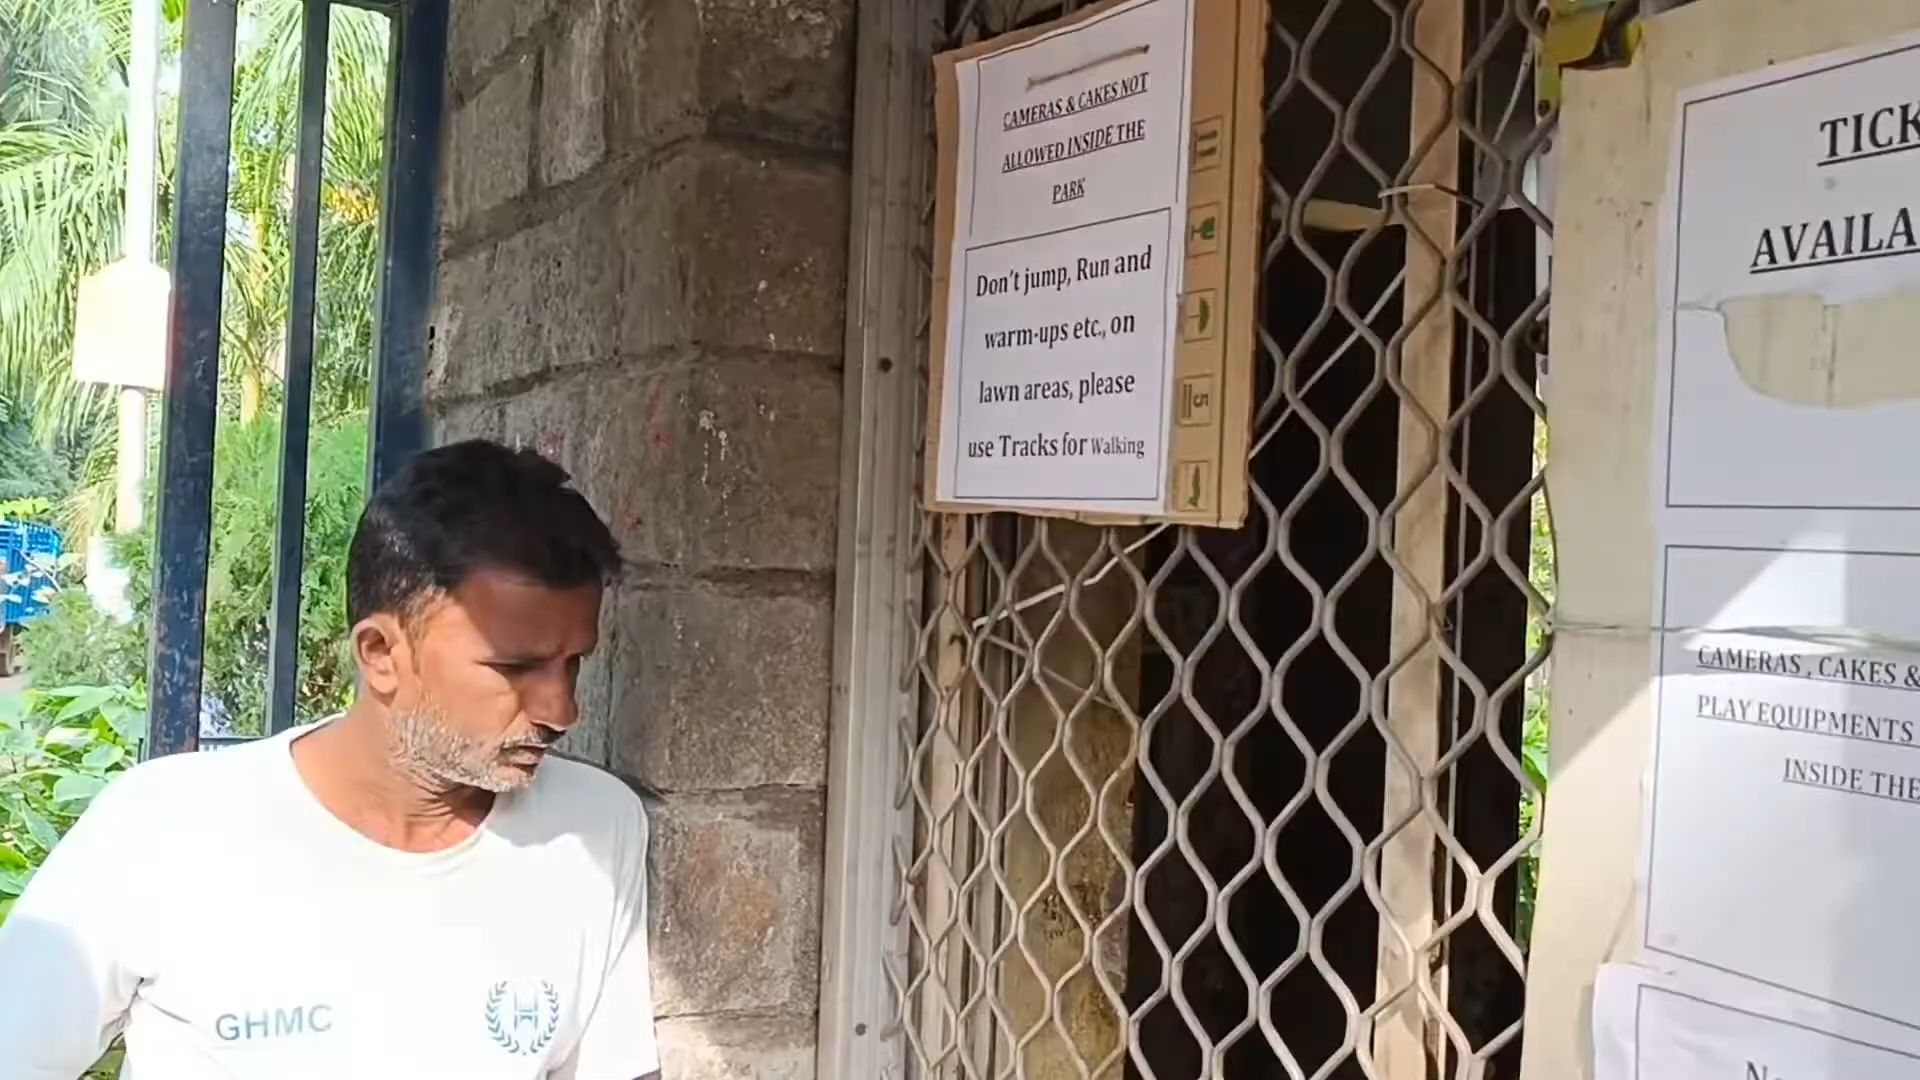 CAMERAS & CAKES NOT
ALLOWED INSIDE THE
PARK
Don't jump, Run and
warm-ups etc., on
lawn areas, please
use Tracks for Walking
TICK
AVAILA
CAMERAS , CAKES &
PLAY EQUIPMENTS
INSIDE THE
GHMC